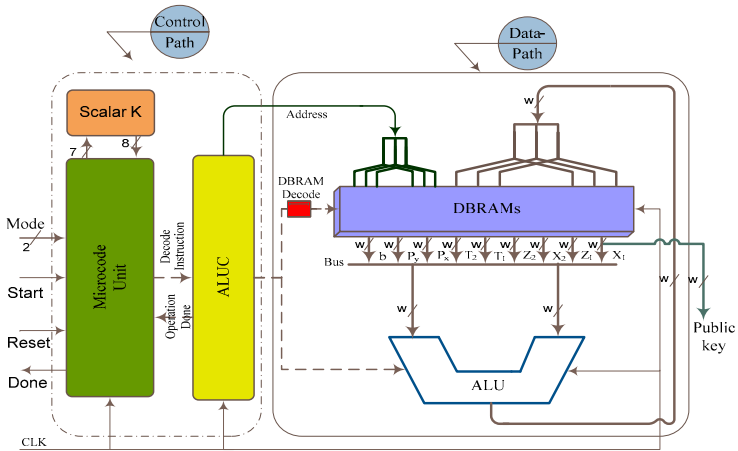 Control
Path
Data-
Path
Scalar K
7
8
Address
w
DBRAM
Decode
DBRAMs
Mode
2
Start
Reset
Done
Microcode
Unit
Decode
Instruction
Operation
Done
ALUC
w w w w w w w w w
b Py Px T2 T1 Z2 X2 Z1 X1
Bus
w w
w w
Public
key
ALU
CLK